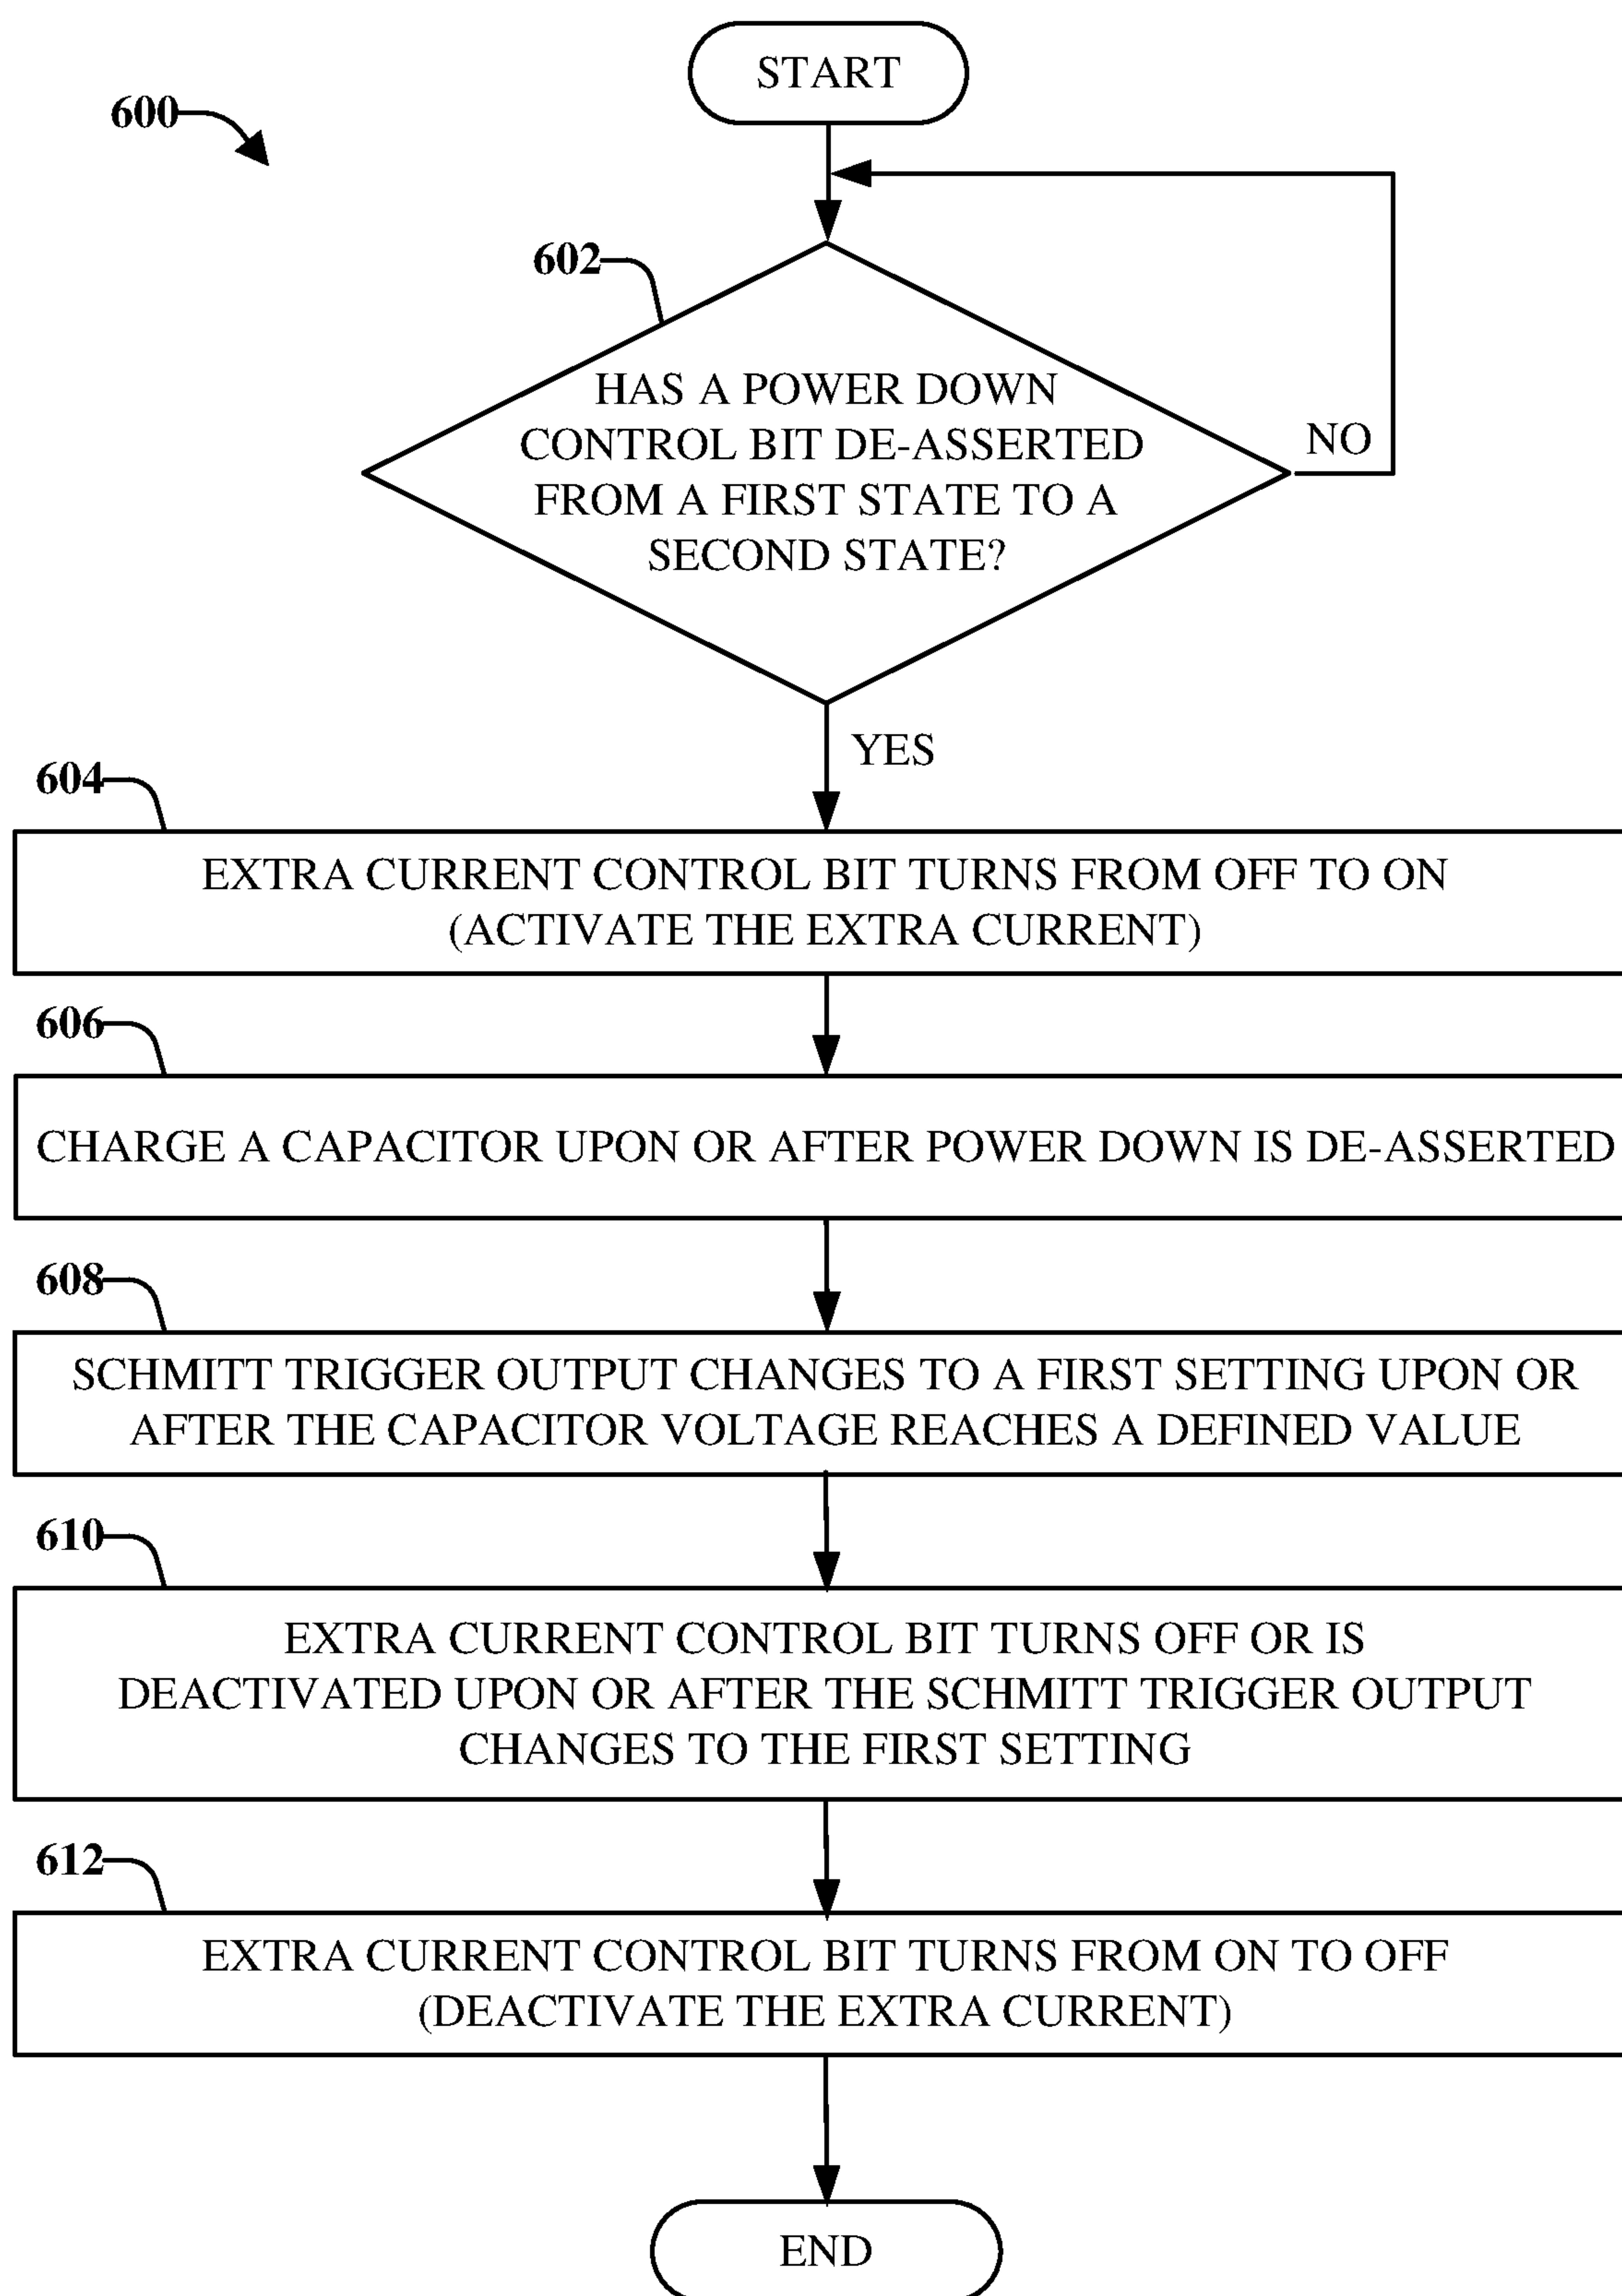 START
600
602
HAS A POWER DOWN
CONTROL BIT DE-ASSERTED
FROM A FIRST STATE TO A
SECOND STATE?
NO
YES
604
EXTRA CURRENT CONTROL BIT TURNS FROM OFF TO ON
(ACTIVATE THE EXTRA CURRENT)
606
CHARGE A CAPACITOR UPON OR AFTER POWER DOWN IS DE-ASSERTED
608
SCHMITT TRIGGER OUTPUT CHANGES TO A FIRST SETTING UPON OR
AFTER THE CAPACITOR VOLTAGE REACHES A DEFINED VALUE
610
EXTRA CURRENT CONTROL BIT TURNS OFF OR IS
DEACTIVATED UPON OR AFTER THE SCHMITT TRIGGER OUTPUT
CHANGES TO THE FIRST SETTING
612
EXTRA CURRENT CONTROL BIT TURNS FROM ON TO OFF
(DEACTIVATE THE EXTRA CURRENT)
END